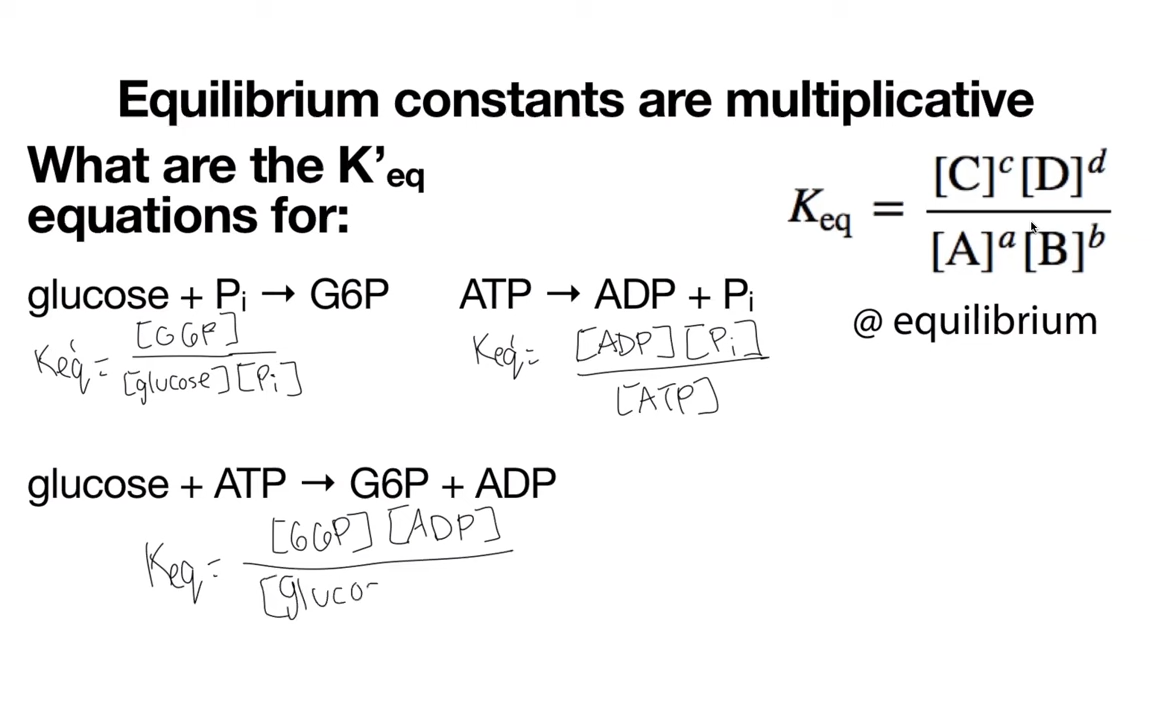 Equilibrium constants are multiplicative
What are the K'eq
equations for:
Keq = [C]^c [D]^d / [A]^a [B]^b
@ equilibrium
glucose + Pi → G6P
Keq' = [G6P] / [glucose][Pi]
ATP → ADP + Pi
Keq' = [ADP][Pi] / [ATP]
glucose + ATP → G6P + ADP
Keq = [G6P][ADP] / [gluco